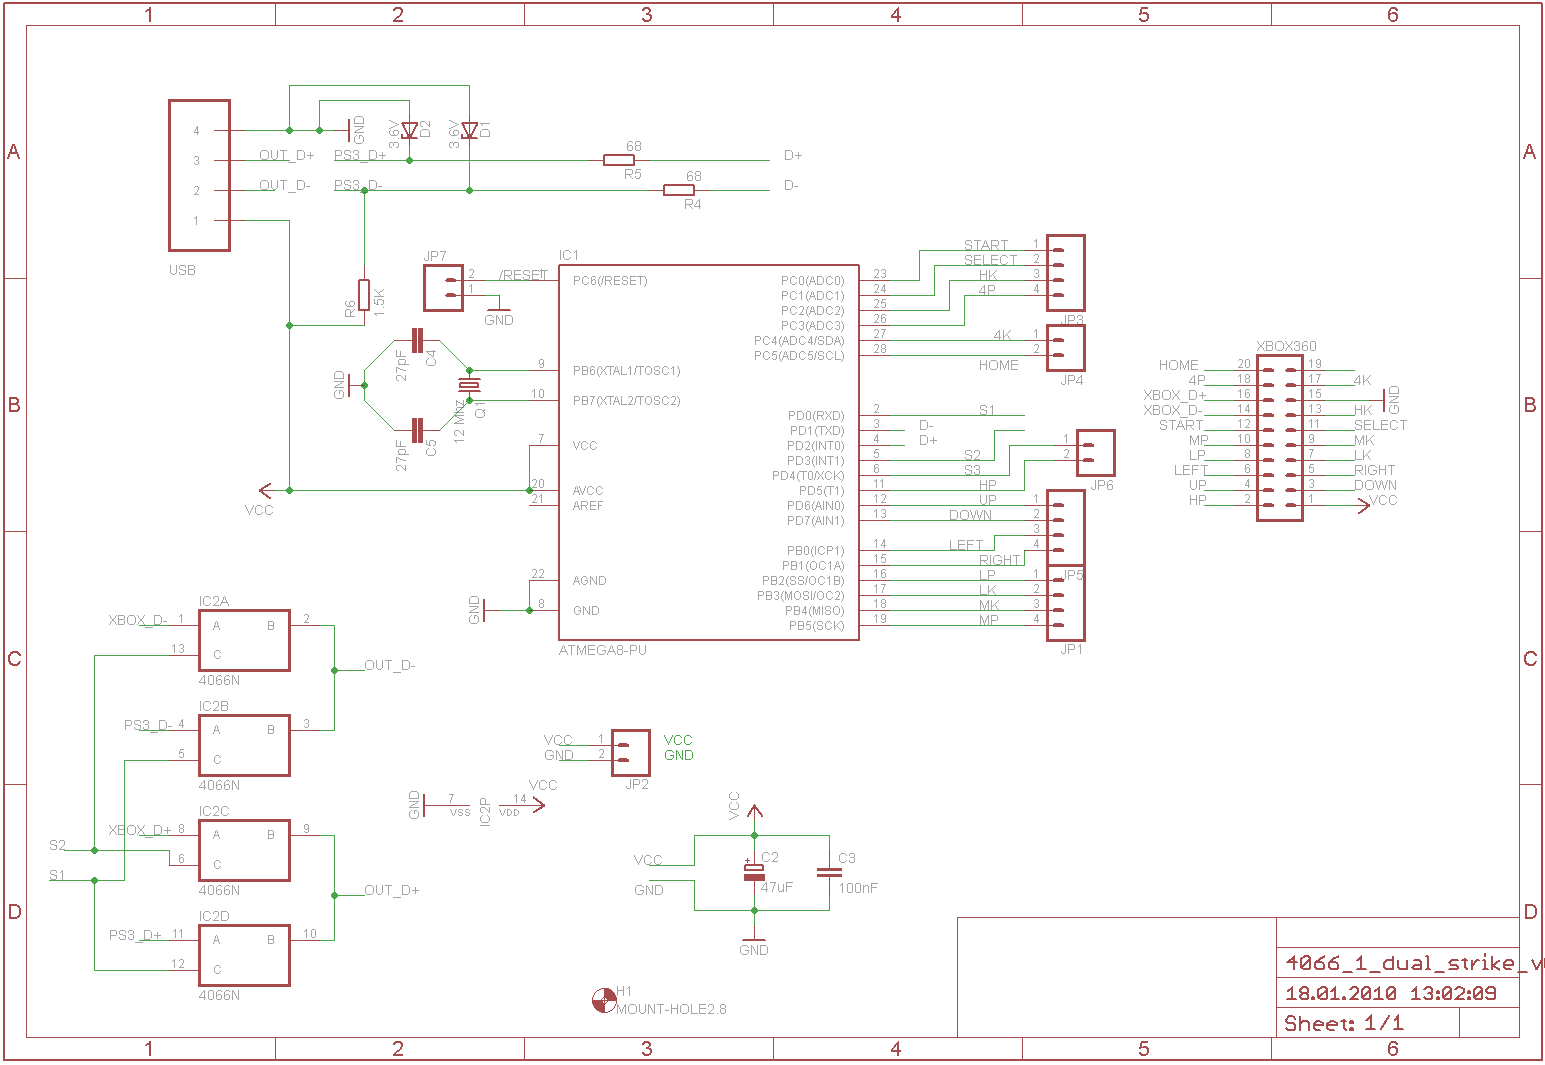 1 2 3 4 5 6
A
A
B
B
C
C
D
D
4
3
2
1
USB
OUT_D+
OUT_D-
PS3_D+
PS3_D-
GND
3.6V
D2
3.6V
D1
68
R5
D+
68
R4
D-
R6
1.5K
JP7
2
1
/RESET
1
GND
IC1
PC6(/RESET)
PB6(XTAL1/TOSC1)
PB7(XTAL2/TOSC2)
VCC
AVCC
AREF
AGND
GND
9
10
7
20
21
22
8
GND
27pF
C4
27pF
C5
12 Mhz
Q1
GND
VCC
ATMEGA8-PU
PC0(ADC0) 23
PC1(ADC1) 24
PC2(ADC2) 25
PC3(ADC3) 26
PC4(ADC4/SDA) 27
PC5(ADC5/SCL) 28
PD0(RXD) 2
PD1(TXD) 3
PD2(INT0) 4
PD3(INT1) 5
PD4(T0/XCK) 6
PD5(T1) 11
PD6(AIN0) 12
PD7(AIN1) 13
PB0(ICP1) 14
PB1(OC1A) 15
PB2(SS/OC1B) 16
PB3(MOSI/OC2) 17
PB4(MISO) 18
PB5(SCK) 19
START 1
SELECT 2
HK 3
4P 4
JP3
4K 1
HOME 2
JP4
S1
D-
D+
S2
S3
HP
1
2
JP6
UP 1
DOWN 2
LEFT 3
RIGHT 4
JP5
LP 1
LK 2
MK 3
MP 4
JP1
XBOX360
HOME 20 19
4P 18 17 4K
XBOX_D+ 16 15 GND
XBOX_D- 14 13 HK
START 12 11 SELECT
MP 10 9 MK
LP 8 7 LK
LEFT 6 5 RIGHT
UP 4 3 DOWN
HP 2 1 VCC
IC2A
XBOX_D- 1 A B 2
13 C
4066N
OUT_D-
IC2B
PS3_D- 4 A B 3
5 C
4066N
IC2C
XBOX_D+ 8 A B 9
6 C
4066N
S2
S1
OUT_D+
IC2D
PS3_D+ 11 A B 10
12 C
4066N
VCC 1 VCC
GND 2 GND
JP2
GND 7 VSS IC2P 14 VDD VCC
VCC
VCC
GND
+
C2
47uF
C3
100nF
GND
H1
MOUNT-HOLE2.8
4066_1_dual_strike_v
18.01.2010 13:02:09
Sheet: 1/1
1 2 3 4 5 6